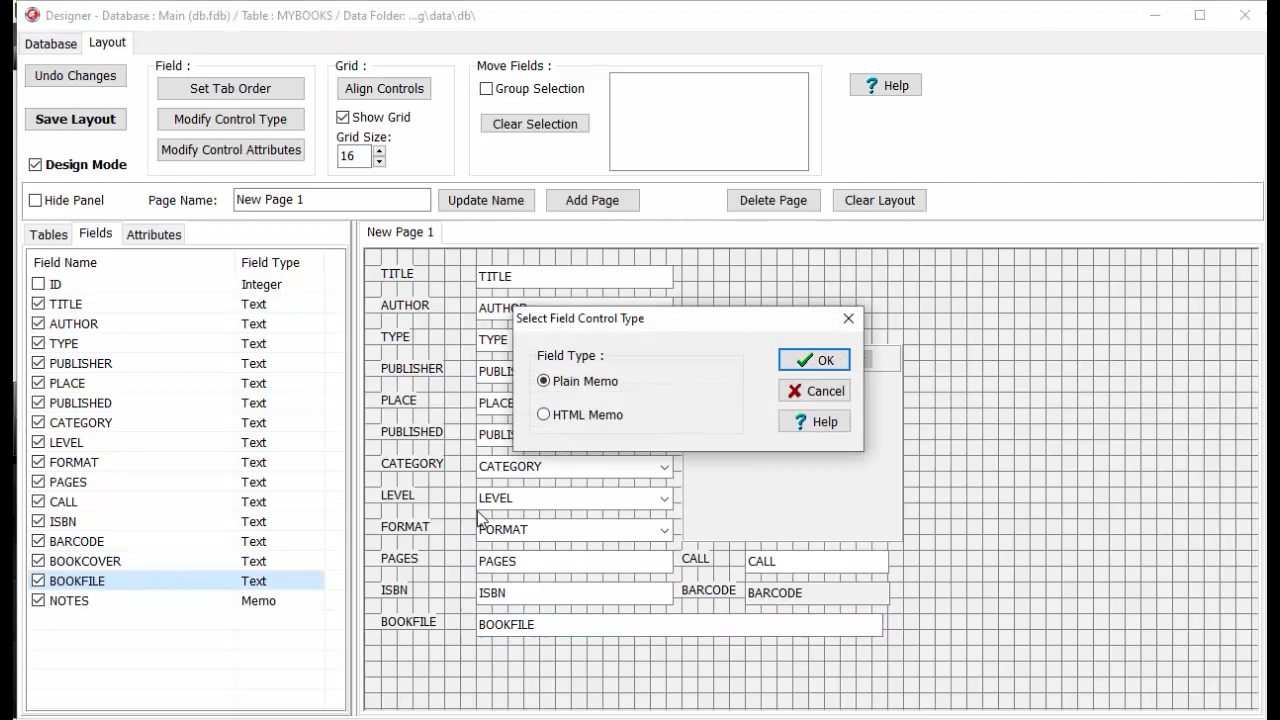 Designer - Database : Main (db.fdb) / Table : MYBOOKS / Data Folder: ...g\data\db\
Database Layout
Undo Changes
Save Layout
Design Mode
Field :
Set Tab Order
Modify Control Type
Modify Control Attributes
Grid :
Align Controls
Show Grid
Grid Size:
16
Move Fields :
Group Selection
Clear Selection
? Help
Hide Panel Page Name: New Page 1 Update Name Add Page Delete Page Clear Layout
Tables Fields Attributes
Field Name Field Type
ID Integer
TITLE Text
AUTHOR Text
TYPE Text
PUBLISHER Text
PLACE Text
PUBLISHED Text
CATEGORY Text
LEVEL Text
FORMAT Text
PAGES Text
CALL Text
ISBN Text
BARCODE Text
BOOKCOVER Text
BOOKFILE Text
NOTES Memo
New Page 1
TITLE TITLE
AUTHOR AUTHOR
TYPE TYPE
PUBLISHER PUBLI
PLACE PLACE
PUBLISHED PUBLIS
CATEGORY CATEGORY
LEVEL LEVEL
FORMAT FORMAT
PAGES PAGES CALL CALL
ISBN ISBN BARCODE BARCODE
BOOKFILE BOOKFILE
Select Field Control Type
Field Type :
Plain Memo
HTML Memo
OK
Cancel
? Help